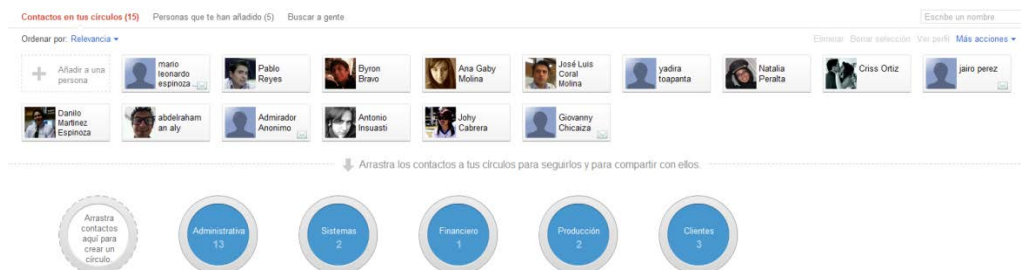 Contactos en tus círculos (15) Personas que te han añadido (5) Buscar a gente Escribe un nombre
Ordenar por: Relevancia Eliminar Borrar selección Ver perfil Más acciones
Añadir a una
persona
mario
leonardo
espinoza ...
Pablo
Reyes
Byron
Bravo
Ana Gaby
Molina
José Luis
Coral
Molina
yadira
toapanta
Natalia
Peralta
Criss Ortiz
jairo perez
Danilo
Martinez
Espinoza
abdelraham
an aly
Admirador
Anonimo
Antonio
Insuasti
Johy
Cabrera
Giovanny
Chicaiza
Arrastra los contactos a tus círculos para seguirlos y para compartir con ellos.
Arrastra
contactos
aquí para
crear un
círculo.
Administrativa
13
Sistemas
2
Financiero
1
Producción
2
Clientes
3